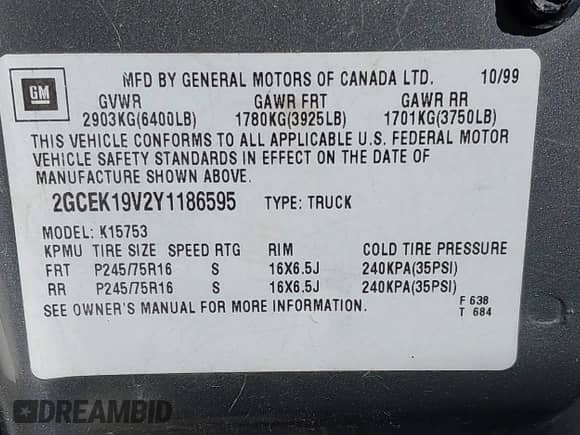 GM
MFD BY GENERAL MOTORS OF CANADA LTD. 10/99
GVWR GAWR FRT GAWR RR
2903KG(6400LB) 1780KG(3925LB) 1701KG(3750LB)
THIS VEHICLE CONFORMS TO ALL APPLICABLE U.S. FEDERAL MOTOR
VEHICLE SAFETY STANDARDS IN EFFECT ON THE DATE OF
MANUFACTURE SHOWN ABOVE.
2GCEK19V2Y1186595 TYPE: TRUCK
MODEL: K15753
KPMU TIRE SIZE SPEED RTG RIM COLD TIRE PRESSURE
FRT P245/75R16 S 16X6.5J 240KPA(35PSI)
RR P245/75R16 S 16X6.5J 240KPA(35PSI)
SEE OWNER'S MANUAL FOR MORE INFORMATION.
F 638
T 684
DREAMBID